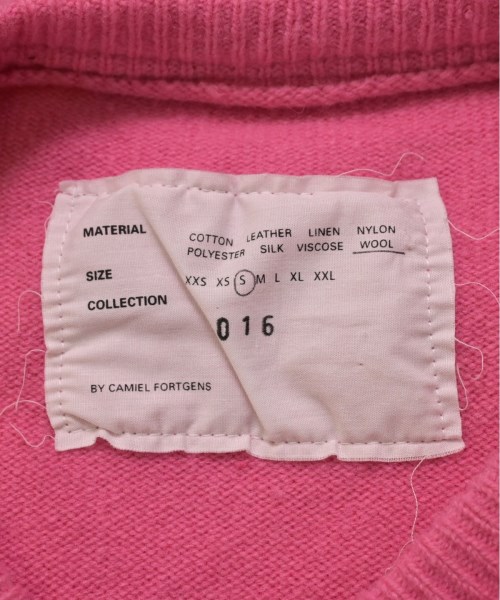 MATERIAL COTTON LEATHER LINEN NYLON
POLYESTER SILK VISCOSE WOOL
SIZE XXS XS S M L XL XXL
COLLECTION 016
BY CAMIEL FORTGENS